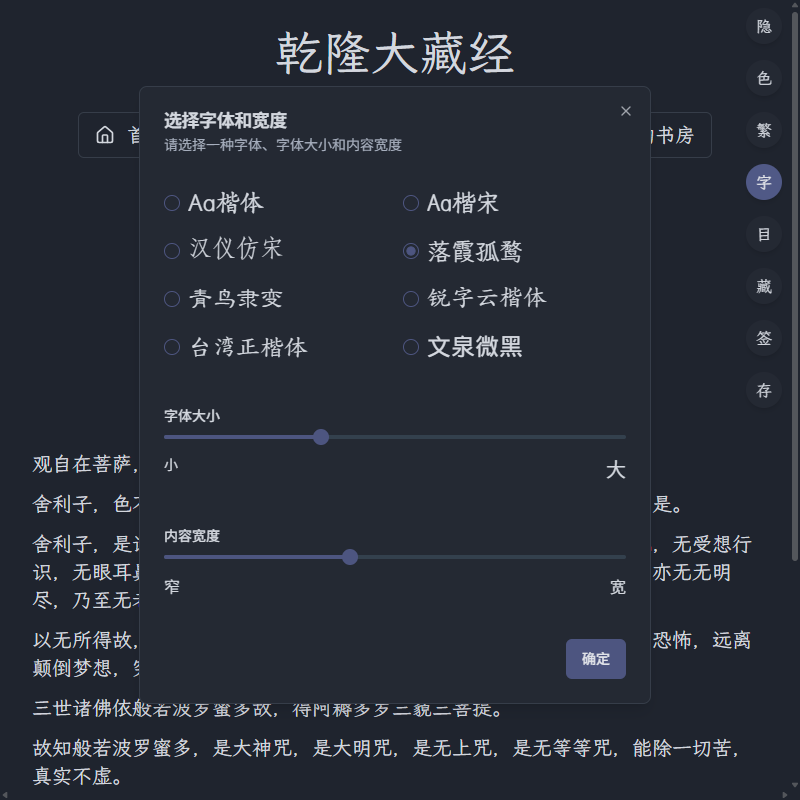 乾隆大藏经
首
的书房
隐
色
繁
字
目
藏
签
存
选择字体和宽度
请选择一种字体、字体大小和内容宽度
Aa楷体
Aa楷宋
汉仪仿宋
落霞孤鹜
青鸟隶变
锐字云楷体
台湾正楷体
文泉微黑
字体大小
小
大
内容宽度
窄
宽
确定
观自在菩萨，
舍利子，色不 是。
舍利子，是 ，无受想行
识，无眼耳鼻 亦无无明
尽，乃至无老
以无所得故， 恐怖，远离
颠倒梦想，究
三世诸佛依般若波罗蜜多故，得阿耨多罗三藐三菩提。
故知般若波罗蜜多，是大神咒，是大明咒，是无上咒，是无等等咒，能除一切苦，
真实不虚。